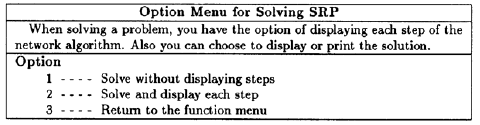 Option Menu for Solving SRP
When solving a problem, you have the option of displaying each step of the
network algorithm. Also you can choose to display or print the solution.
Option
1 - - - - Solve without displaying steps
2 - - - - Solve and display each step
3 - - - - Return to the function menu